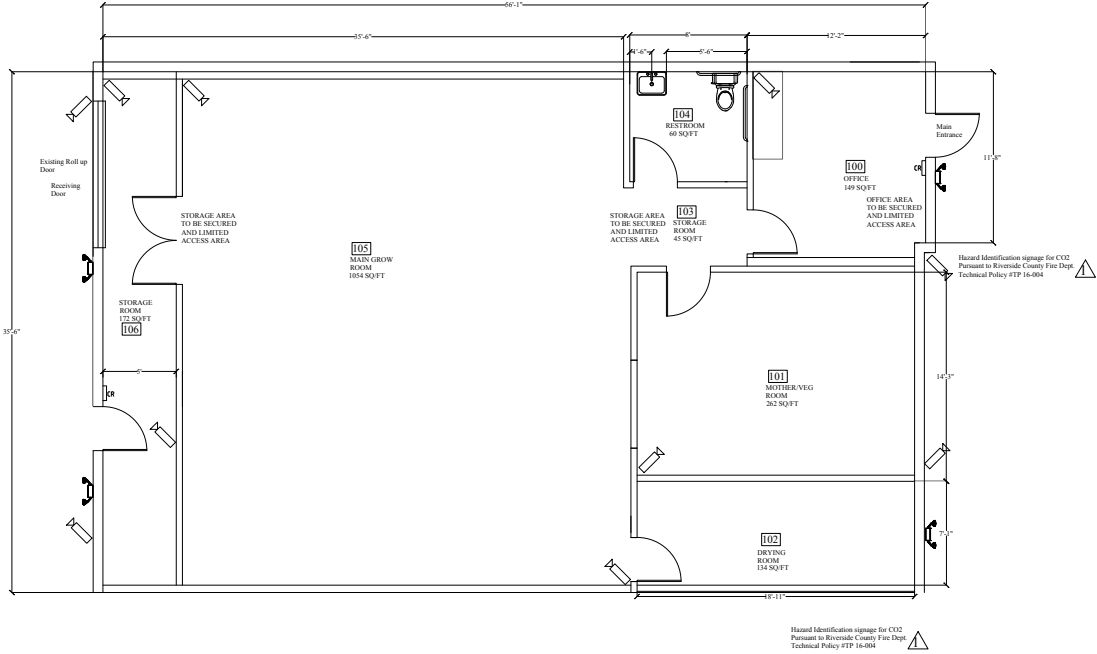 56'-1"
35'-6"
8'
12'-2"
4'-6"
5'-6"
104
RESTROOM
60 SQ/FT
Main
Entrance
Existing Roll up
Door
Receiving
Door
CR
11'-8"
100
OFFICE
149 SQ/FT
OFFICE AREA
TO BE SECURED
AND LIMITED
ACCESS AREA
STORAGE AREA
TO BE SECURED
AND LIMITED
ACCESS AREA
STORAGE AREA
TO BE SECURED
AND LIMITED
ACCESS AREA
103
STORAGE
ROOM
45 SQ/FT
105
MAIN GROW
ROOM
1054 SQ/FT
Hazard Identification signage for CO2
Pursuant to Riverside County Fire Dept.
Technical Policy #TP 16-004
1
STORAGE
ROOM
172 SQ/FT
106
35'-6"
5'
CR
101
MOTHER/VEG
ROOM
262 SQ/FT
14'-3"
102
DRYING
ROOM
134 SQ/FT
7'-1"
18'-11"
Hazard Identification signage for CO2
Pursuant to Riverside County Fire Dept.
Technical Policy #TP 16-004
1